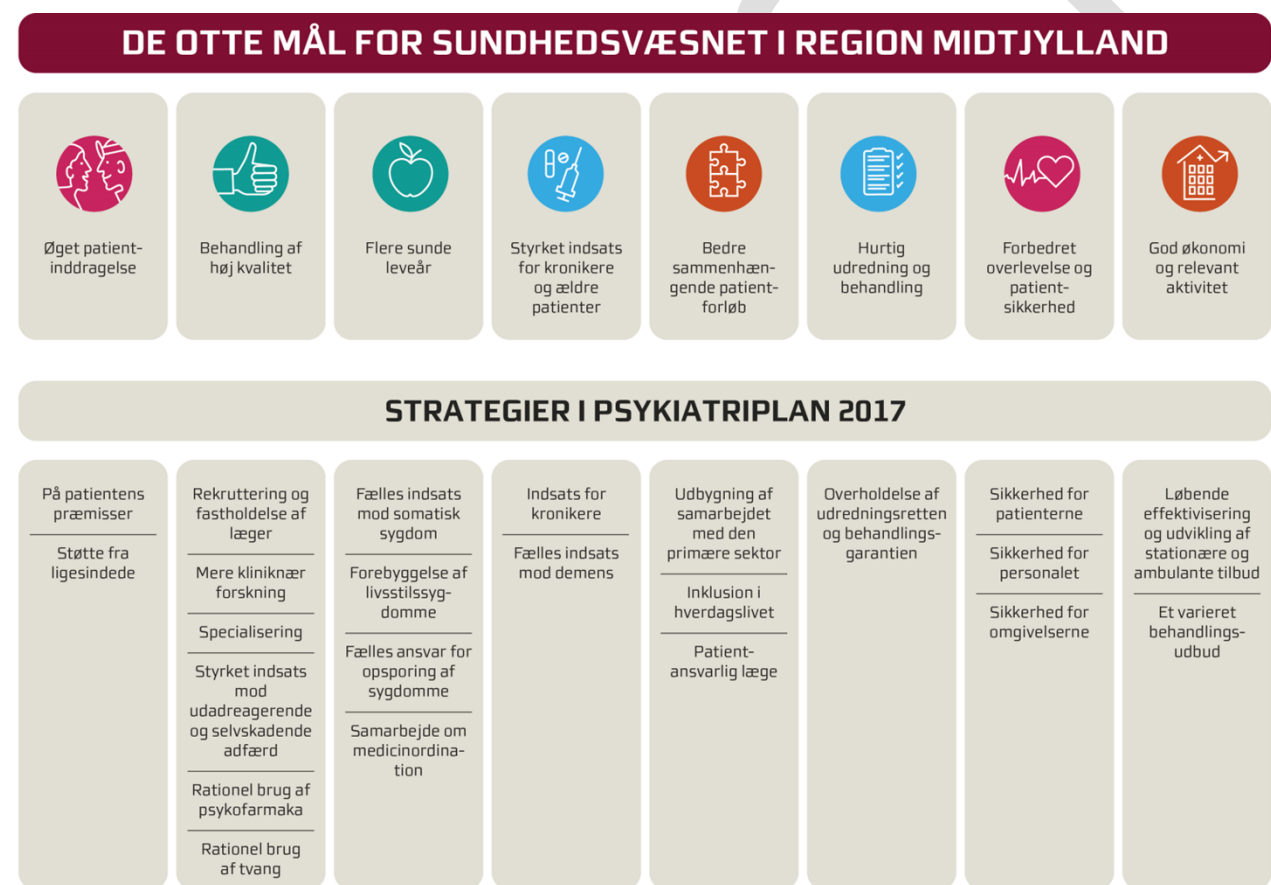 DE OTTE MÅL FOR SUNDHEDSVÆSNET I REGION MIDTJYLLAND
Øget patient-
inddragelse
Behandling af
høj kvalitet
Flere sunde
leveår
Styrket indsats
for kronikere
og ældre
patienter
Bedre
sammenhæn-
gende patient-
forløb
Hurtig
udredning og
behandling
Forbedret
overlevelse og
patient-
sikkerhed
God økonomi
og relevant
aktivitet
STRATEGIER I PSYKIATRIPLAN 2017
På patientens
præmisser
Støtte fra
ligesindede
Rekruttering og
fastholdelse af
læger
Mere kliniknær
forskning
Specialisering
Styrket indsats
mod
udadreagerende
og selvskadende
adfærd
Rationel brug af
psykofarmaka
Rationel brug
af tvang
Fælles indsats
mod somatisk
sygdom
Forebyggelse af
livsstilssyg-
domme
Fælles ansvar for
opsporing af
sygdomme
Samarbejde om
medicinordina-
tion
Indsats for
kronikere
Fælles indsats
mod demens
Udbygning af
samarbejdet
med den
primære sektor
Inklusion i
hverdagslivet
Patient-
ansvarlig læge
Overholdelse af
udredningsretten
og behandlings-
garantien
Sikkerhed for
patienterne
Sikkerhed for
personalet
Sikkerhed for
omgivelserne
Løbende
effektivisering
og udvikling af
stationære og
ambulante tilbud
Et varieret
behandlings-
udbud